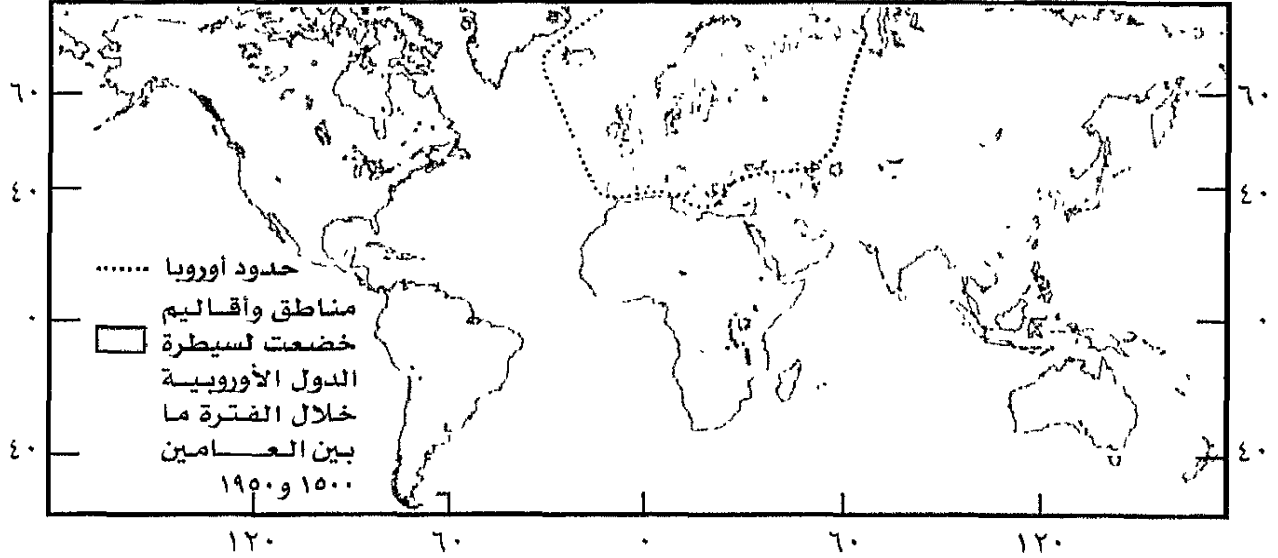 ٦٠ ٦٠
٤٠ ٤٠
حدود أوروبا
مناطق وأقاليم
٠ ٠
خضعت لسيطرة
الدول الأوروبية
خلال الفترة ما
بين العامين
٤٠ ٤٠
١٥٠٠ و١٩٥٠
١٢٠ ٦٠ ٠ ٦٠ ١٢٠